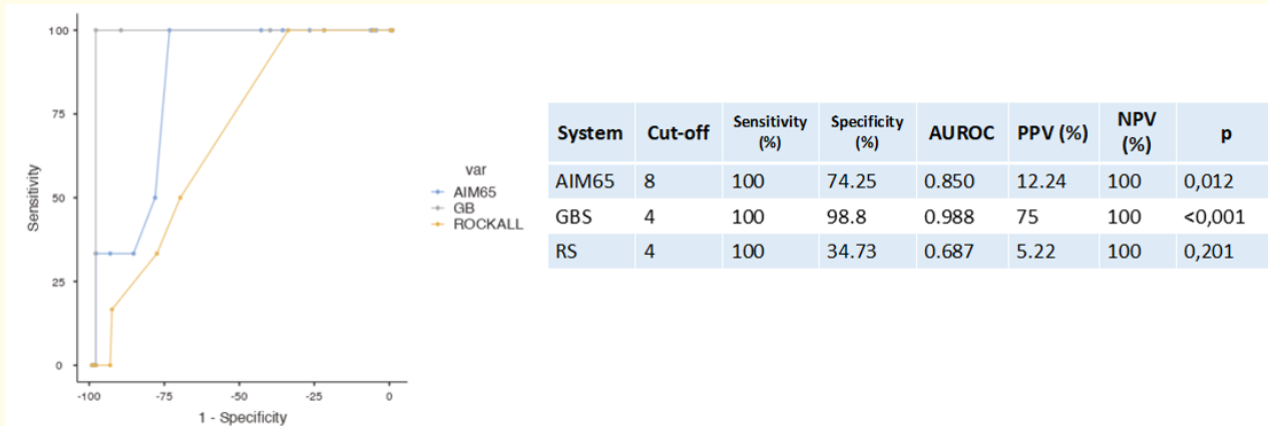 100
75
50
25
0
Sensitivity
-100 -75 -50 -25 0
1 - Specificity
var
AIM65
GB
ROCKALL
System Cut-off Sensitivity (%) Specificity (%) AUROC PPV (%) NPV (%) p
AIM65 8 100 74.25 0.850 12.24 100 0,012
GBS 4 100 98.8 0.988 75 100 <0,001
RS 4 100 34.73 0.687 5.22 100 0,201